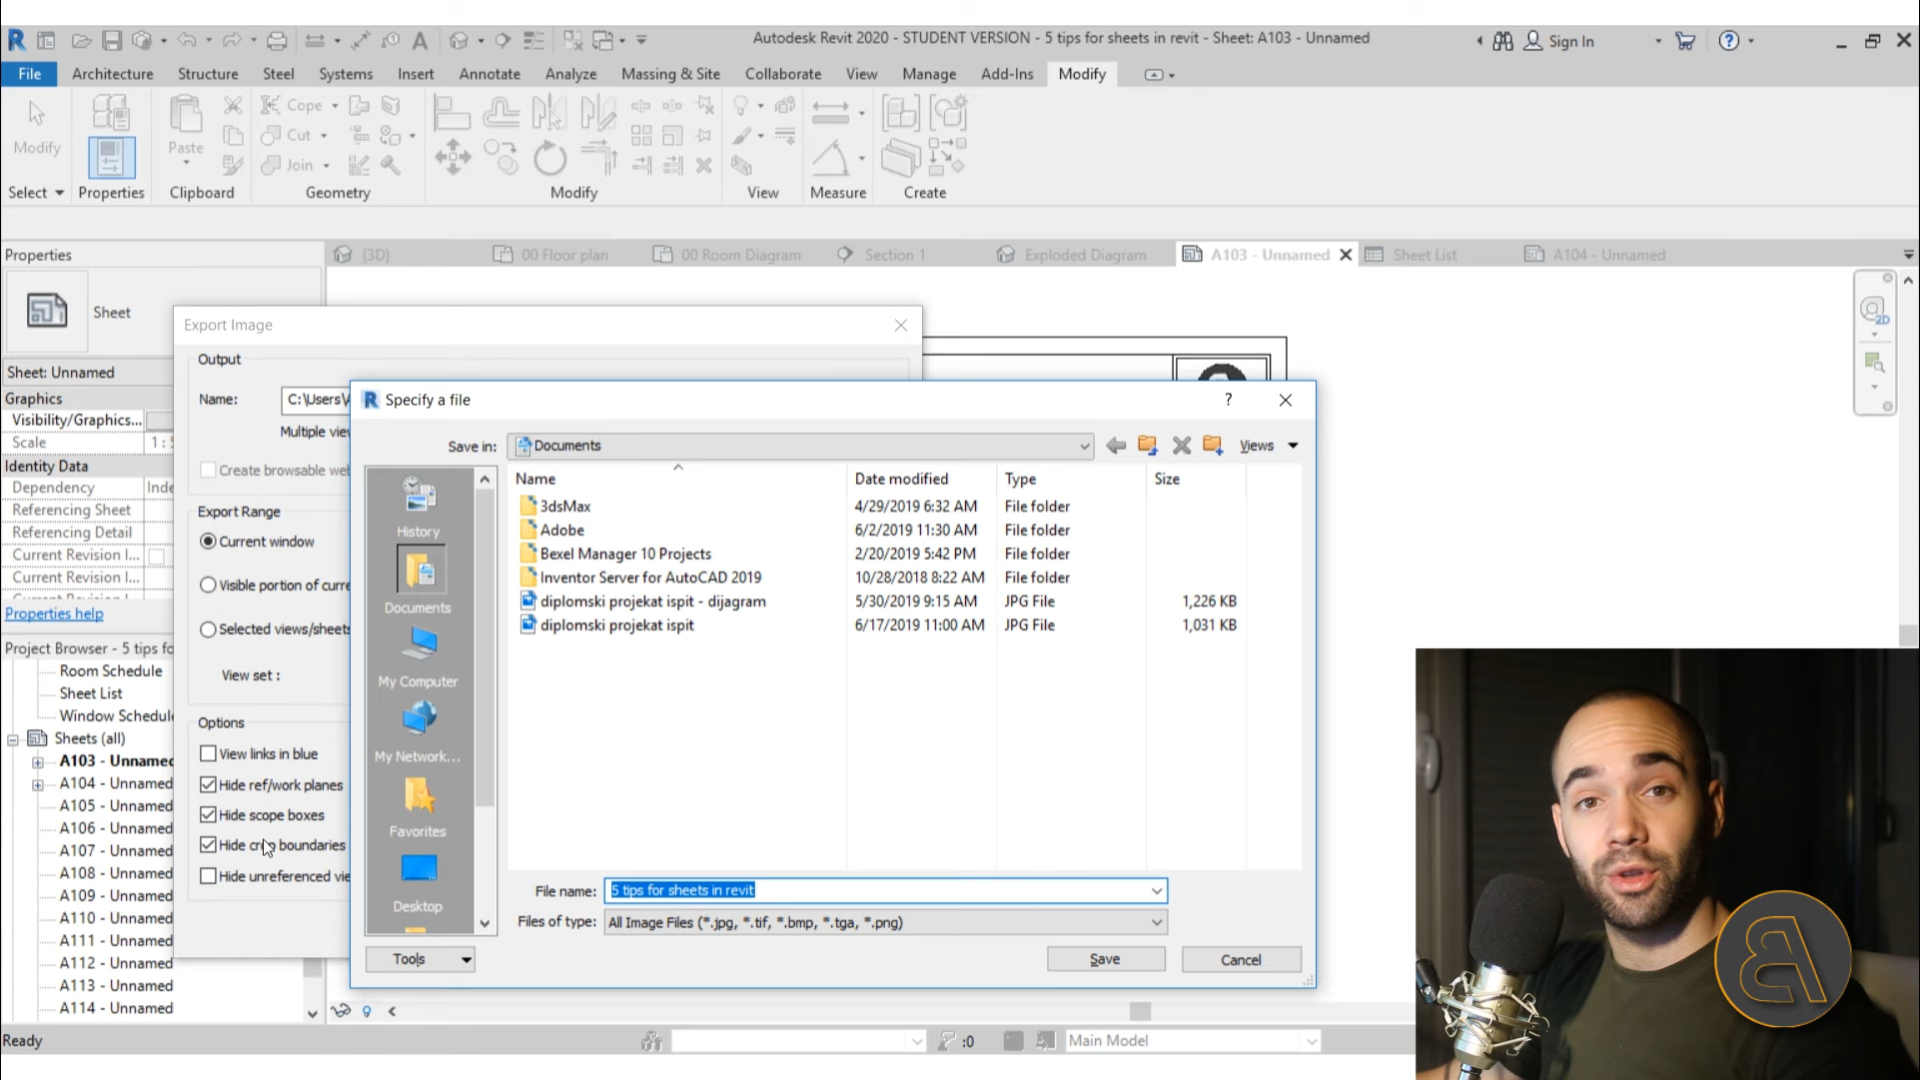 Autodesk Revit 2020 - STUDENT VERSION - 5 tips for sheets in revit - Sheet: A103 - Unnamed
Sign In
File Architecture Structure Steel Systems Insert Annotate Analyze Massing & Site Collaborate View Manage Add-Ins Modify
Cope
Modify Paste Cut
Join
Select Properties Clipboard Geometry Modify View Measure Create
Properties
{3D} 00 Floor plan 00 Room Diagram Section 1 Exploded Diagram A103 - Unnamed Sheet List A104 - Unnamed
2D
Sheet
Sheet: Unnamed
Graphics
Visibility/Graphics...
Scale 1 :
Identity Data
Dependency Inde
Referencing Sheet
Referencing Detail
Current Revision I...
Current Revision I...
Properties help
Project Browser - 5 tips fo
Room Schedule
Sheet List
Window Schedule
Sheets (all)
A103 - Unnamed
A104 - Unnamed
A105 - Unnamed
A106 - Unnamed
A107 - Unnamed
A108 - Unnamed
A109 - Unnamed
A110 - Unnamed
A111 - Unnamed
A112 - Unnamed
A113 - Unnamed
A114 - Unnamed
Export Image
Output
Name: C:\Users\
Multiple vie
Create browsable web
Export Range
Current window
Visible portion of curre
Selected views/sheets
View set :
Options
View links in blue
Hide ref/work planes
Hide scope boxes
Hide crop boundaries
Hide unreferenced vie
Specify a file
Save in: Documents Views
History
Documents
My Computer
My Network...
Favorites
Desktop
Name Date modified Type Size
3dsMax 4/29/2019 6:32 AM File folder
Adobe 6/2/2019 11:30 AM File folder
Bexel Manager 10 Projects 2/20/2019 5:42 PM File folder
Inventor Server for AutoCAD 2019 10/28/2018 8:22 AM File folder
diplomski projekat ispit - dijagram 5/30/2019 9:15 AM JPG File 1,226 KB
diplomski projekat ispit 6/17/2019 11:00 AM JPG File 1,031 KB
File name: 5 tips for sheets in revit
Files of type: All Image Files (*.jpg, *.tif, *.bmp, *.tga, *.png)
Tools Save Cancel
Ready :0 Main Model